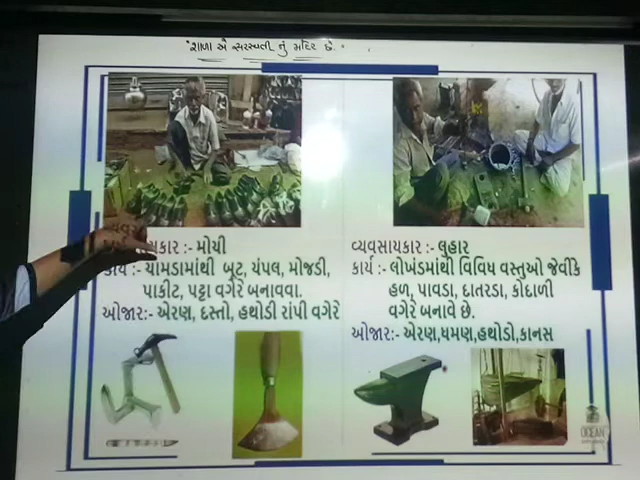 શાળા એ સરસ્વતી નું મંદિર છે.
મોચી
કાર્ય :- ચામડામાંથી બૂટ, ચંપલ, મોજડી,
પાકીટ, પટ્ટા વગેરે બનાવવા.
ઓજાર:- એરણ, દસ્તો, હથોડી રાંપી વગેરે
વ્યવસાયકાર :- લુહાર
કાર્ય :- લોખંડમાંથી વિવિધ વસ્તુઓ જેવીકે
હળ, પાવડા, દાતરડા, કોદાળી
વગેરે બનાવે છે.
ઓજાર:- એરણ,ધમણ,હથોડો,કાનસ
OCEAN